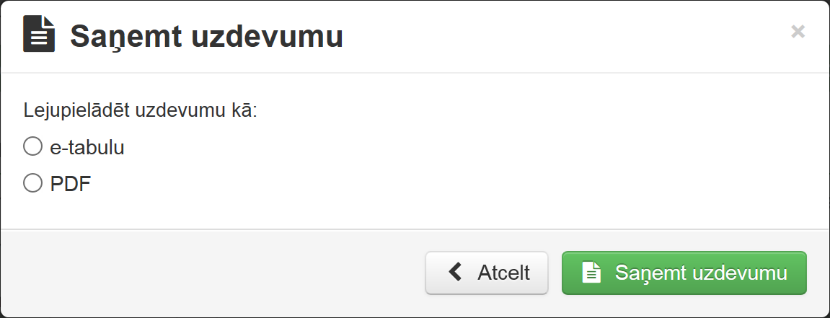 Saņemt uzdevumu
×
Lejupielādēt uzdevumu kā:
e-tabulu
PDF
Atcelt
Saņemt uzdevumu